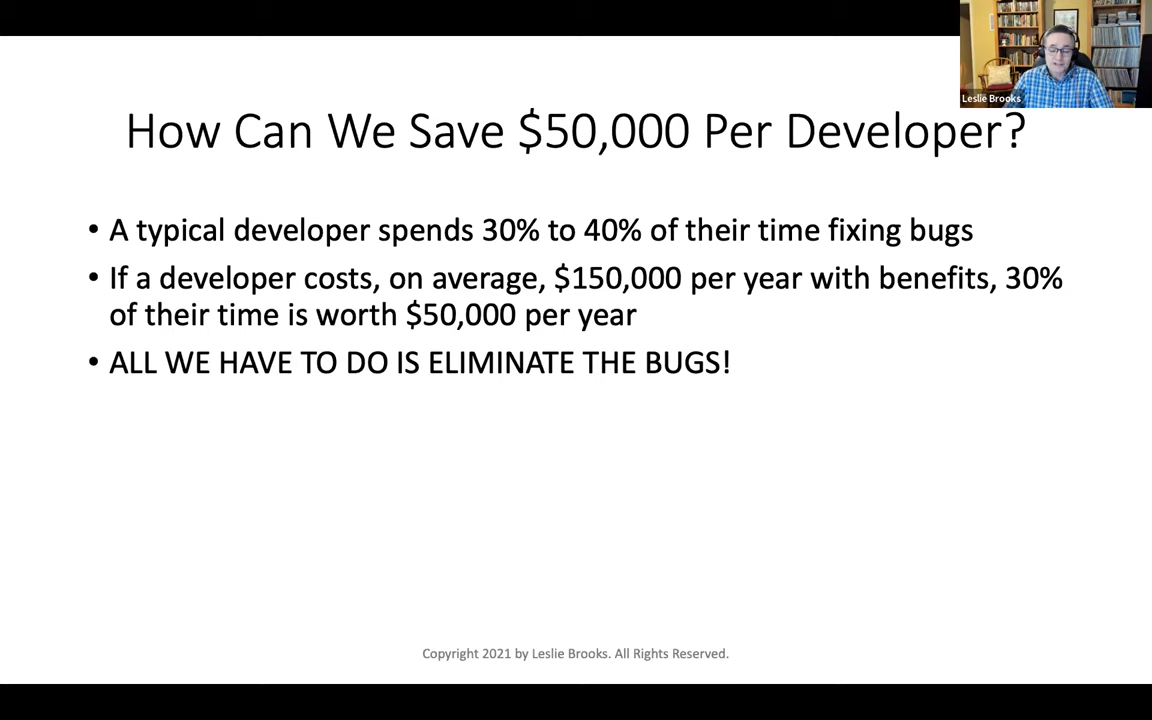 Leslie Brooks
How Can We Save $50,000 Per Developer?
• A typical developer spends 30% to 40% of their time fixing bugs
• If a developer costs, on average, $150,000 per year with benefits, 30%
of their time is worth $50,000 per year
• ALL WE HAVE TO DO IS ELIMINATE THE BUGS!
Copyright 2021 by Leslie Brooks. All Rights Reserved.